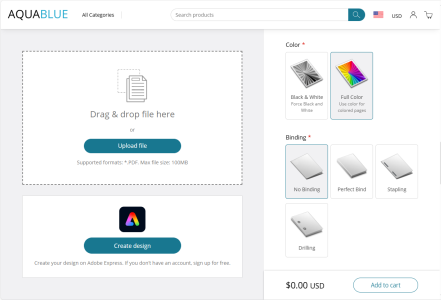 AQUABLUE
All Categories
Search products
USD
Drag & drop file here
or
Upload file
Supported formats: *.PDF. Max file size: 100MB
Create design
Create your design on Adobe Express. If you don't have an account, sign up for free.
Color *
Black & White
Force Black and
White
Full Color
Use color for
colored pages
Binding *
No Binding
Perfect Bind
Stapling
Drilling
$0.00 USD
Add to cart